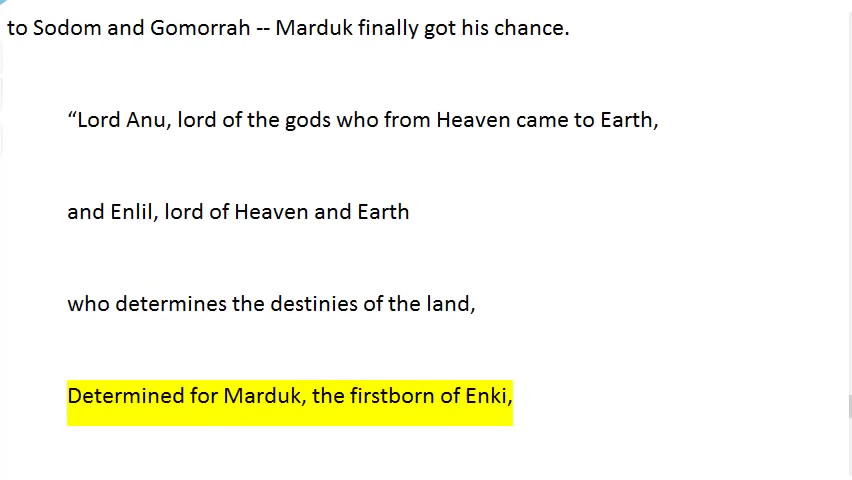 to Sodom and Gomorrah -- Marduk finally got his chance.
“Lord Anu, lord of the gods who from Heaven came to Earth,
and Enlil, lord of Heaven and Earth
who determines the destinies of the land,
Determined for Marduk, the firstborn of Enki,